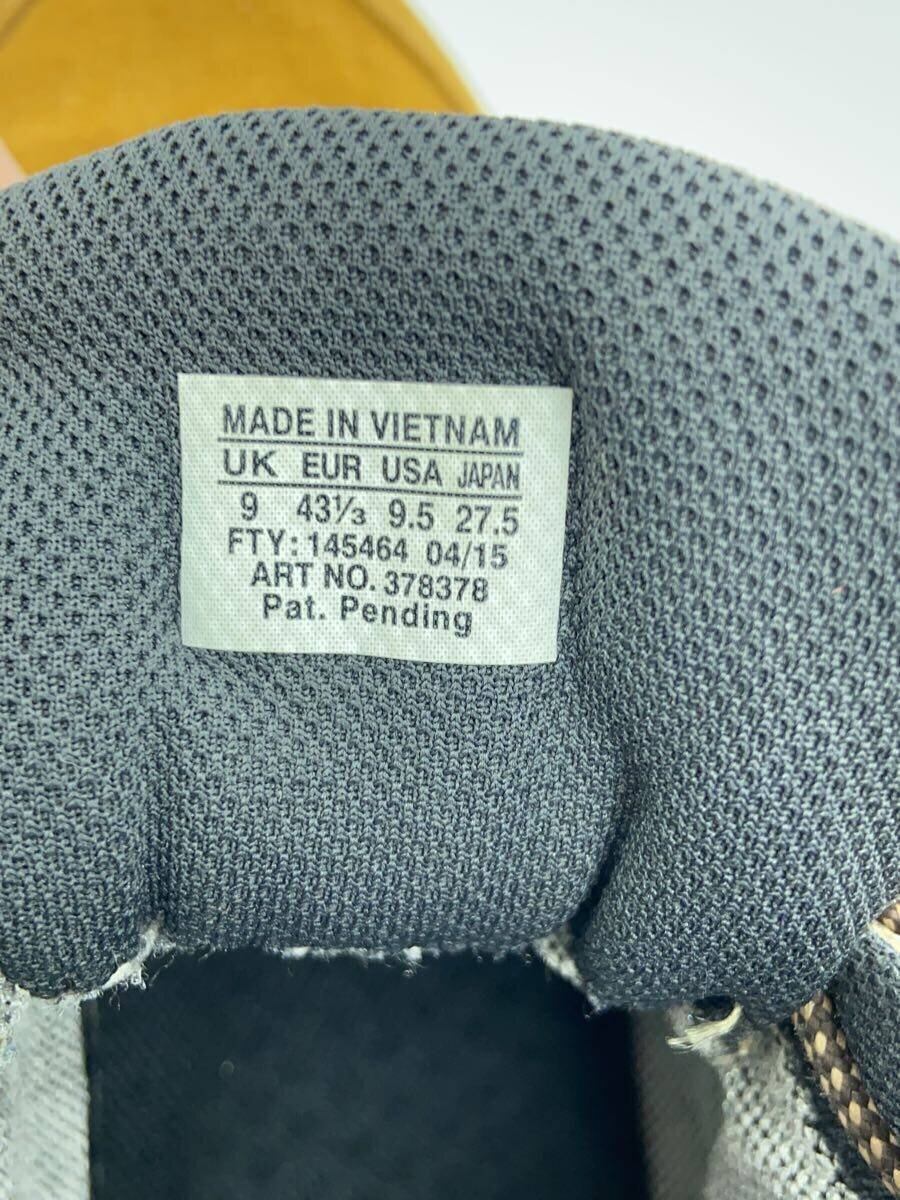 MADE IN VIETNAM
UK EUR USA JAPAN
9 43⅓ 9.5 27.5
FTY: 145464 04/15
ART NO. 378378
Pat. Pending